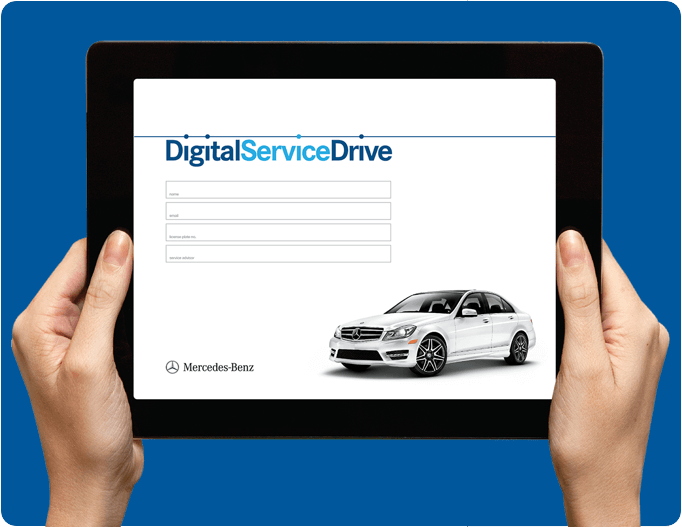 DigitalServiceDrive
name
email
license plate no.
service advisor
Mercedes-Benz